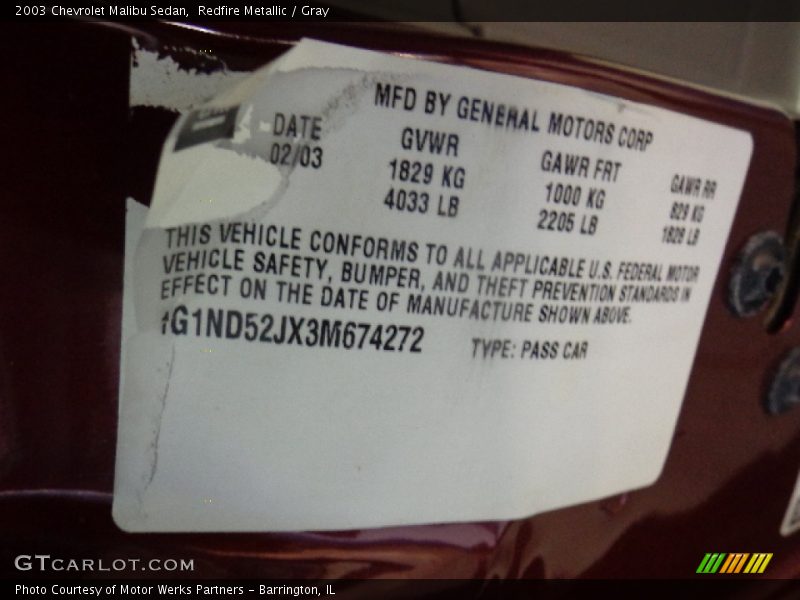 2003 Chevrolet Malibu Sedan, Redfire Metallic / Gray
MFD BY GENERAL MOTORS CORP
DATE GVWR GAWR FRT GAWR RR
02/03 1829 KG 1000 KG 829 KG
4033 LB 2205 LB 1828 LB
THIS VEHICLE CONFORMS TO ALL APPLICABLE U.S. FEDERAL MOTOR
VEHICLE SAFETY, BUMPER, AND THEFT PREVENTION STANDARDS IN
EFFECT ON THE DATE OF MANUFACTURE SHOWN ABOVE.
1G1ND52JX3M674272 TYPE: PASS CAR
GTCARLOT.COM
Photo Courtesy of Motor Werks Partners - Barrington, IL